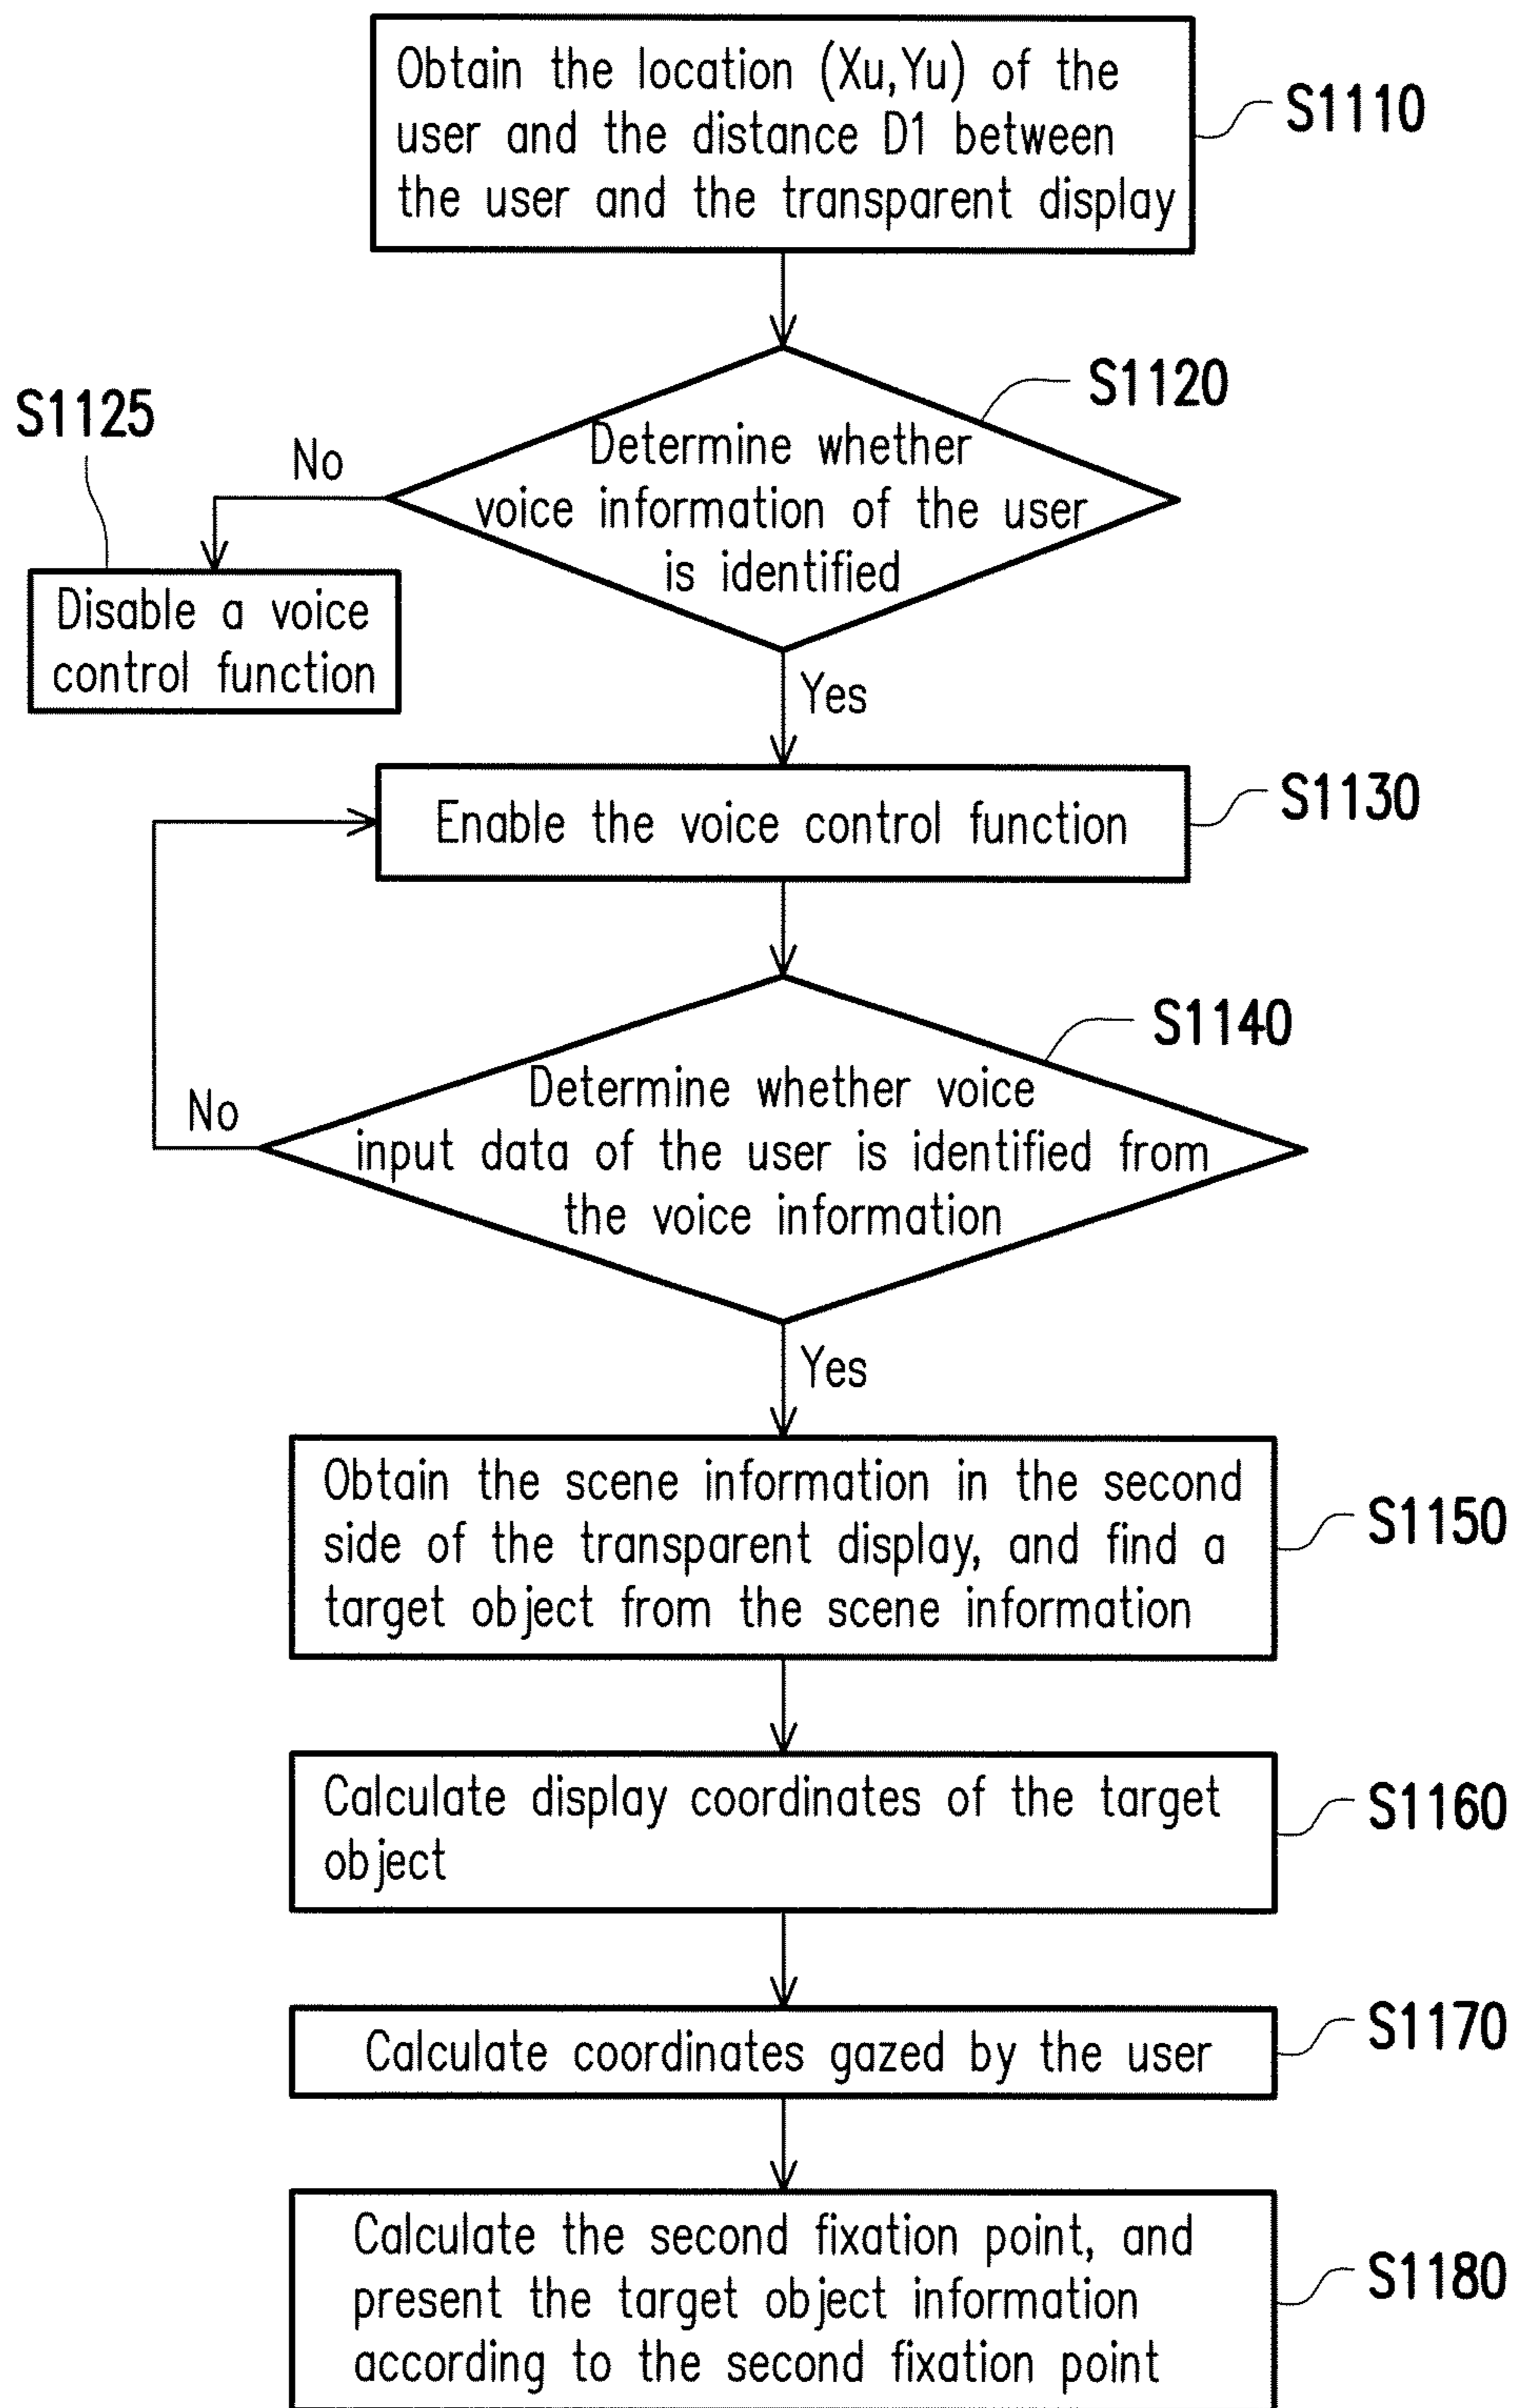 Obtain the location (Xu,Yu) of the
user and the distance D1 between
the user and the transparent display
S1110
S1120
Determine whether
voice information of the user
is identified
No
S1125
Disable a voice
control function
Yes
Enable the voice control function
S1130
S1140
Determine whether voice
input data of the user is identified from
the voice information
No
Yes
Obtain the scene information in the second
side of the transparent display, and find a
target object from the scene information
S1150
Calculate display coordinates of the target
object
S1160
Calculate coordinates gazed by the user
S1170
Calculate the second fixation point, and
present the target object information
according to the second fixation point
S1180